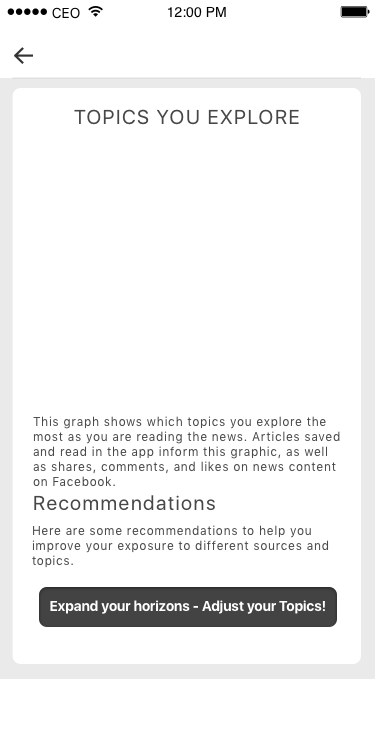 CEO 12:00 PM
TOPICS YOU EXPLORE
This graph shows which topics you explore the
most as you are reading the news. Articles saved
and read in the app inform this graphic, as well
as shares, comments, and likes on news content
on Facebook.
Recommendations
Here are some recommendations to help you
improve your exposure to different sources and
topics.
Expand your horizons - Adjust your Topics!